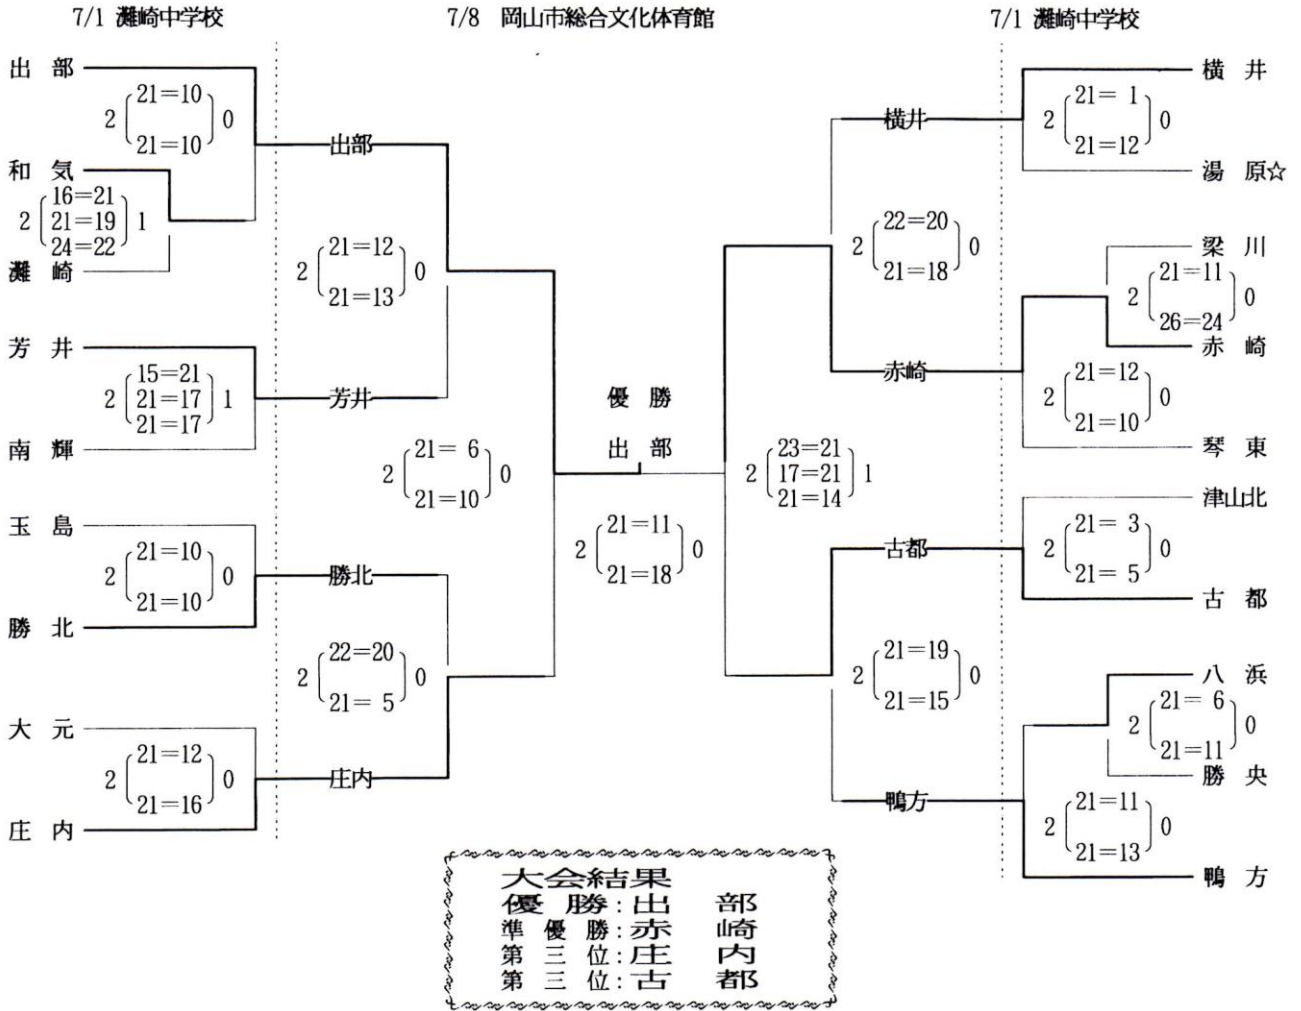 7/1 灘崎中学校
7/8 岡山市総合文化体育館
7/1 灘崎中学校
出 部
2 21=10 0
21=10
和 気
16=21
2 21=19 1
24=22
灘 崎
芳 井
15=21
2 21=17 1
21=17
南 輝
玉 島
2 21=10 0
21=10
勝 北
大 元
2 21=12 0
21=16
庄 内
出部
2 21=12 0
21=13
芳井
勝北
2 22=20 0
21= 5
庄内
2 21= 6 0
21=10
優 勝
出 部
2 21=11 0
21=18
23=21
2 17=21 1
21=14
横井
2 22=20 0
21=18
赤崎
古都
2 21=19 0
21=15
鴨方
横 井
2 21= 1 0
21=12
湯 原☆
梁 川
2 21=11 0
26=24
赤 崎
2 21=12 0
21=10
琴 東
津山北
2 21= 3 0
21= 5
古 都
八 浜
2 21= 6 0
21=11
勝 央
2 21=11 0
21=13
鴨 方
大会結果
優 勝:出 部
準 優 勝:赤 崎
第 三 位:庄 内
第 三 位:古 都